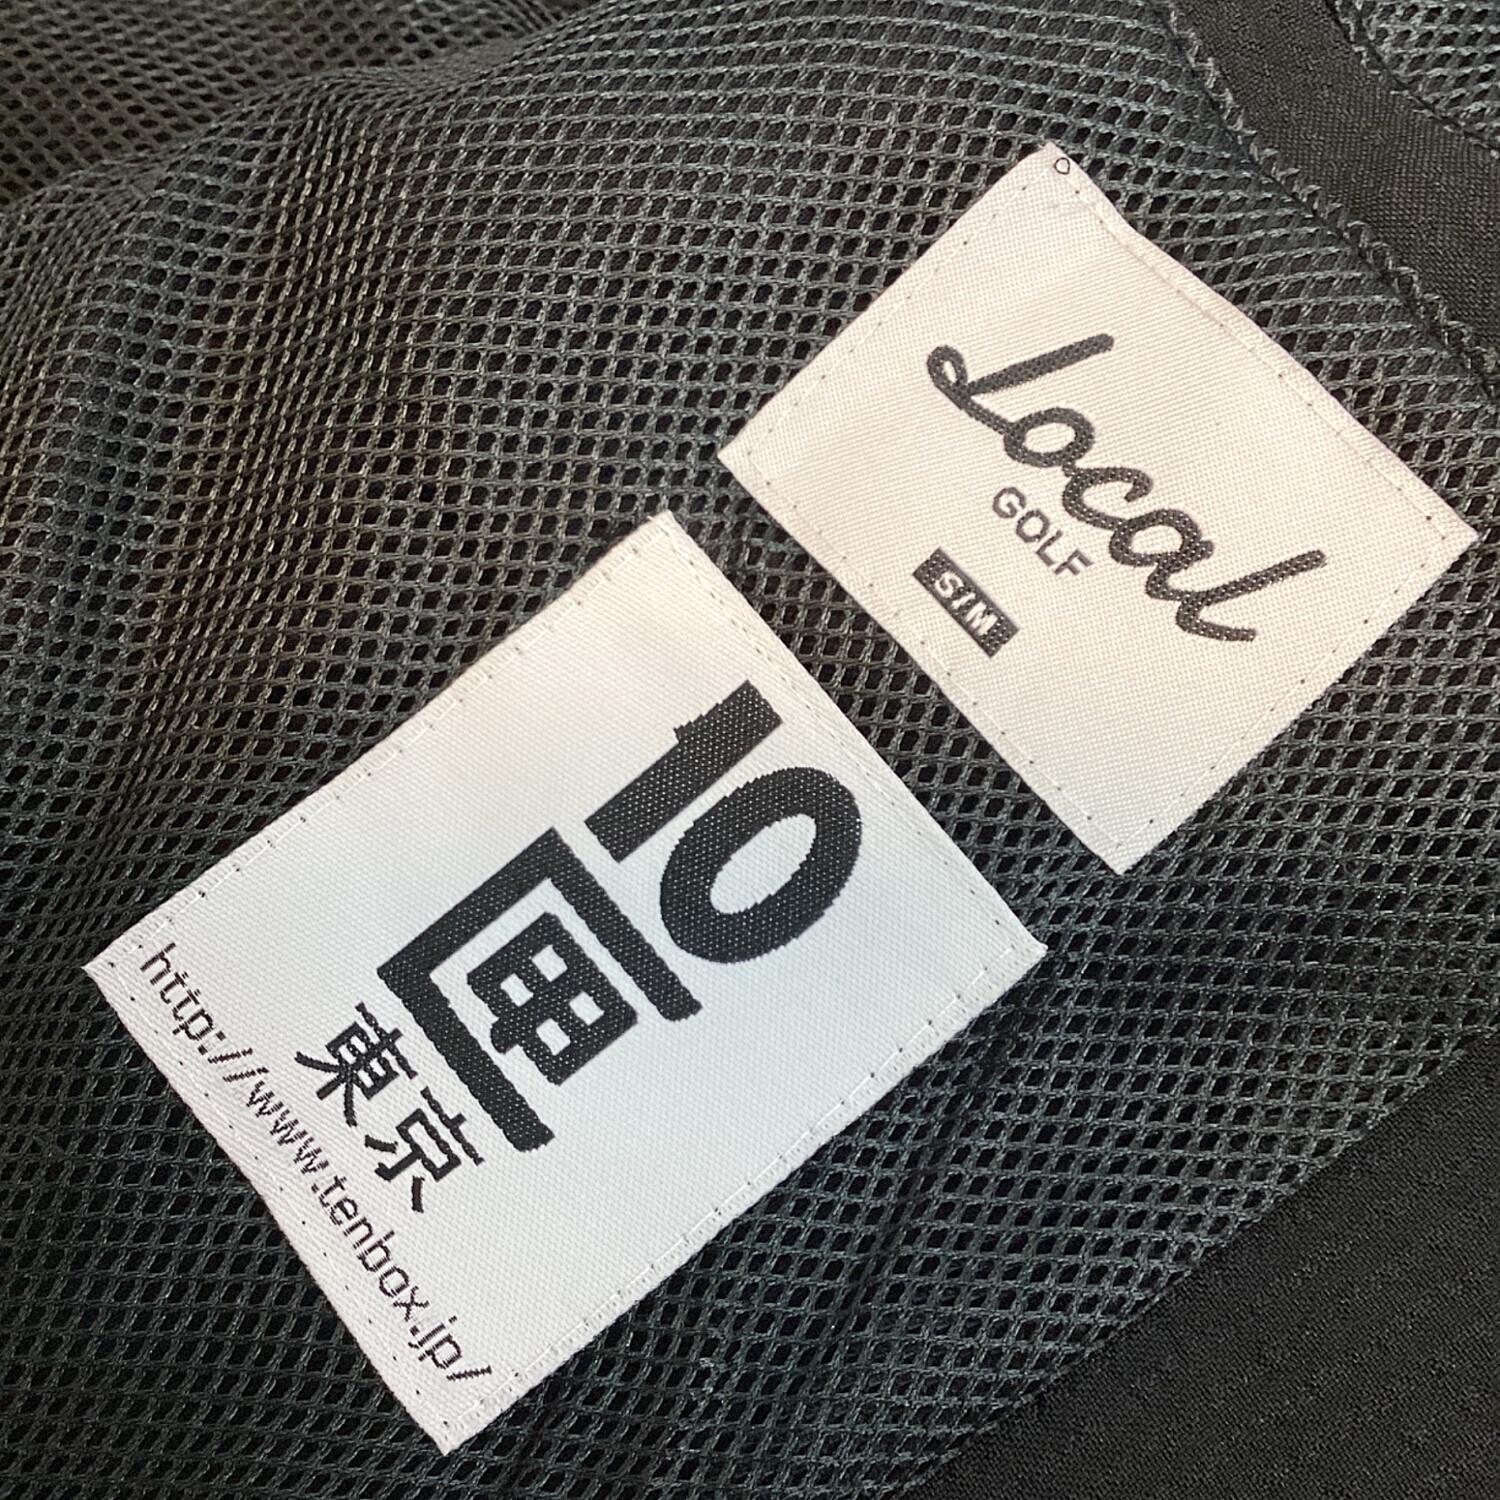 Local
GOLF
S/M
10
匣
東京
http://www.tenbox.jp/